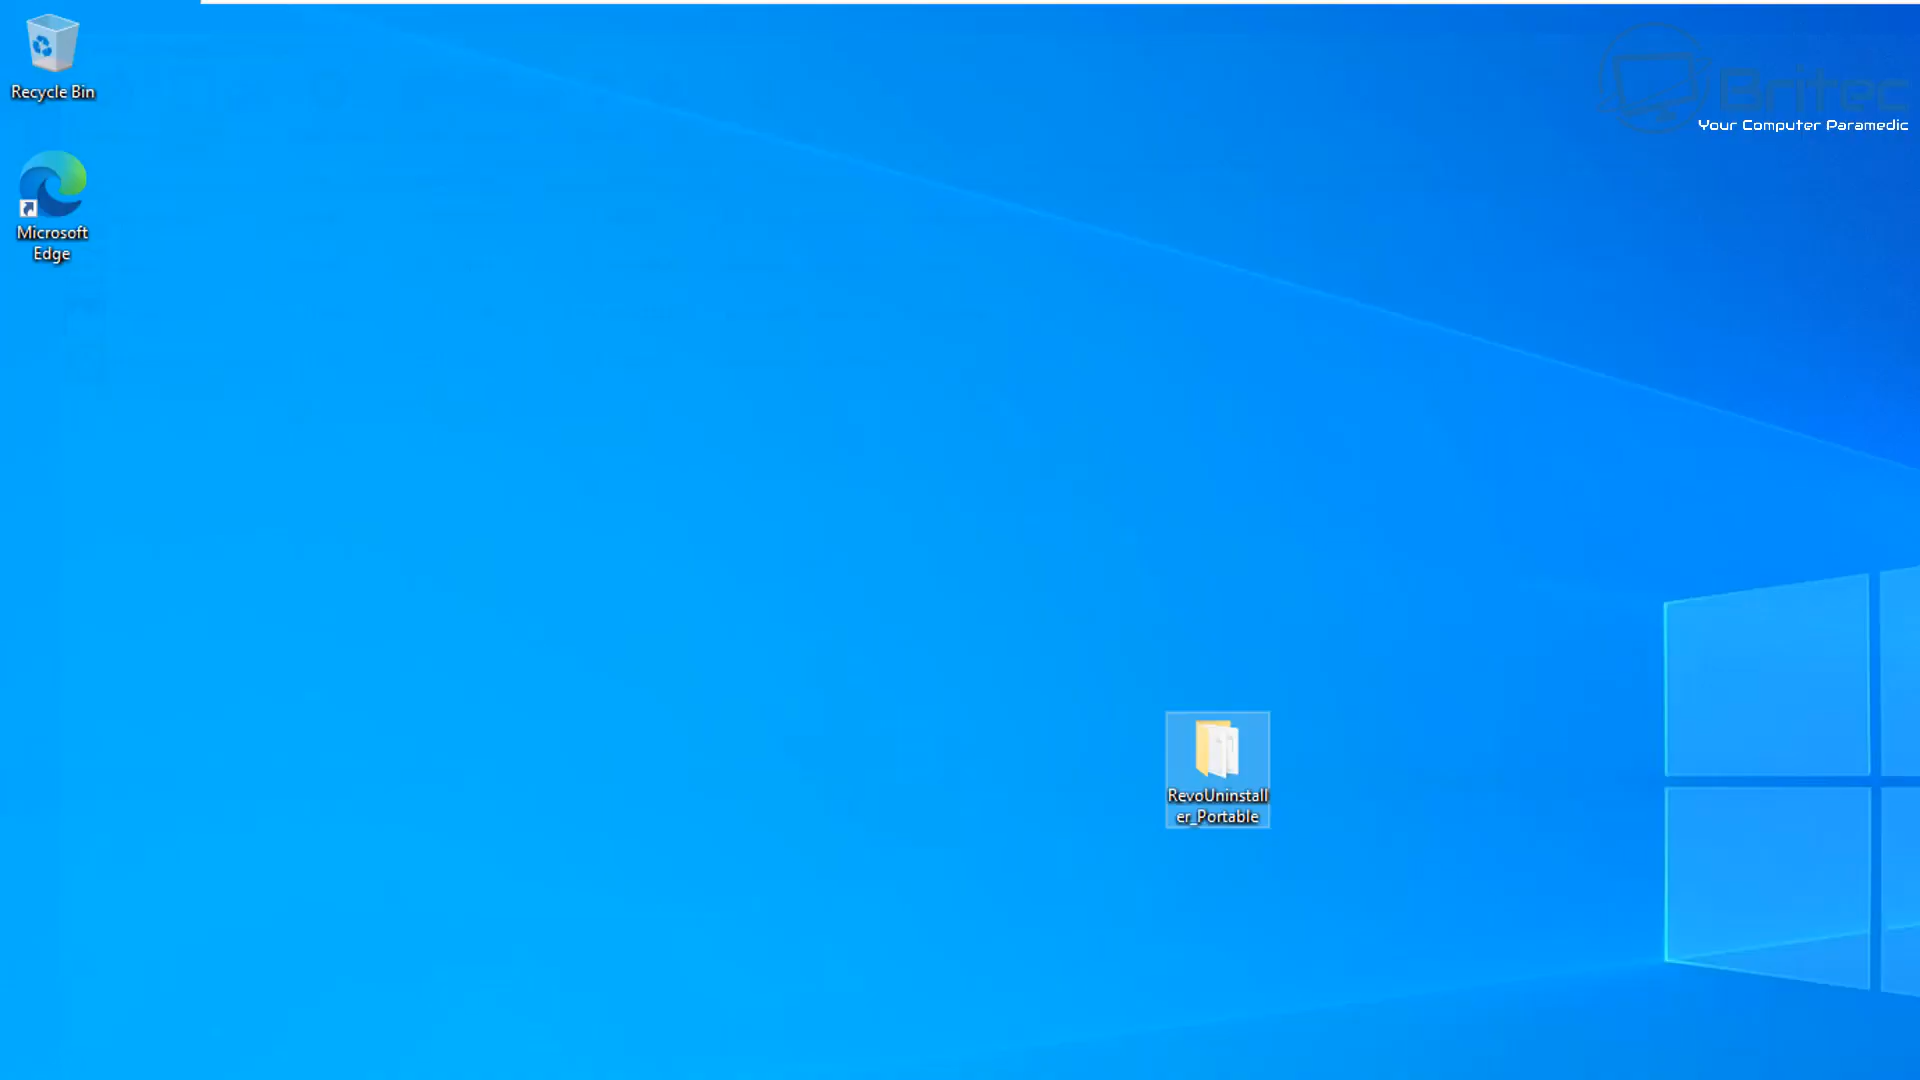 Recycle Bin
Britec
Your Computer Paramedic
Microsoft
Edge
RevoUninstall
er_Portable